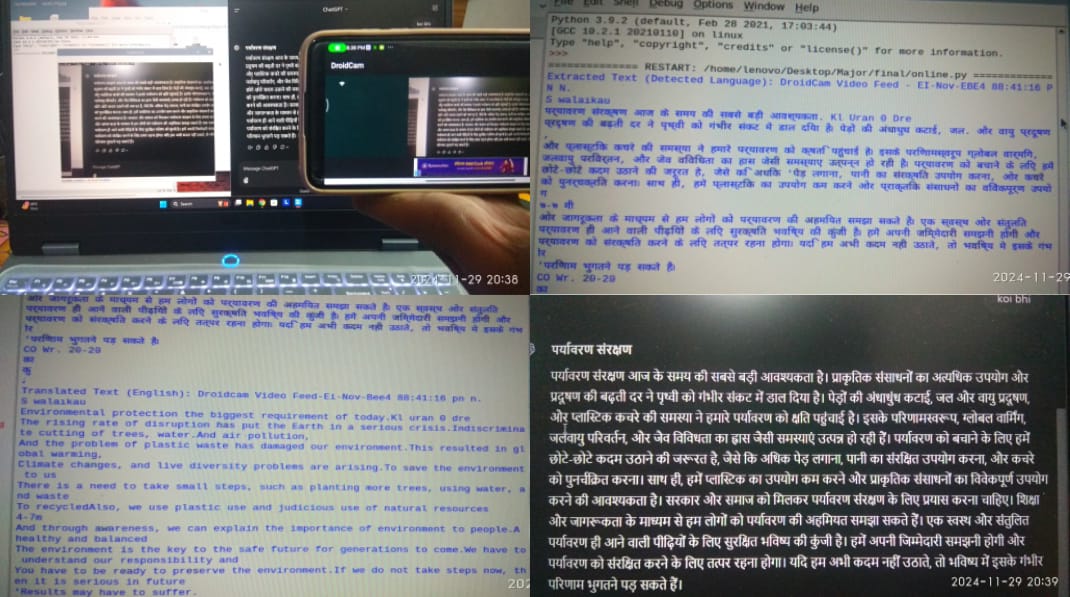 ChatGPT
koi bhi
पर्यावरण संरक्षण
Message ChatGPT
DroidCam
Search
2024-11-29 20:38
File Edit Shell Debug Options Window Help
Python 3.9.2 (default, Feb 28 2021, 17:03:44)
[GCC 10.2.1 20210110] on linux
Type "help", "copyright", "credits" or "license()" for more information.
>>>
============== RESTART: /home/lenovo/Desktop/Major/final/online.py =============
Extracted Text (Detected Language): DroidCam Video Feed - EI-Nov-EBE4 88:41:16 P
N N.
S walaikau
पर्यावरण संरक्षण आज के समय की सबसे बड़ी आवश्यकता. Kl Uran 0 Dre
प्रदूषण की बढ़ती दर ने पृथ्वी को गंभीर संकट में डाल दिया है। पेड़ों की अंधाधुंध कटाई, जल. और वायु प्रदूषण
और प्लास्टिक कचरे की समस्या ने हमारे पर्यावरण को पहुंचाई है। इसके परिणामस्वरूप ग्लोबल
और जैव विविधता का ह्रास जैसी समस्याएं उत्पन्न हो रही है। पर्यावरण को बचाने के लिए हमें
छोटे-छोटे कदम उठाने की जरूरत है, जैसे पेड़ लगाना, पानी का उपयोग करना, और कचरे
को करना। साथ ही, हमें प्लास्टिक का उपयोग कम करने और प्राकृतिक संसाधनों का
ग
७-७ मी
और जागरूकता के माध्यम से हम लोगों को पर्यावरण की अहमियत समझा सकते है। एक स्वस्थ और संतुलित
पर्यावरण ही आने वाली पीढ़ियों के लिए सुरक्षित भविष्य की कुंजी है। हमें अपनी जिम्मेदारी समझनी होगी और
पर्यावरण को संरक्षित करने के लिए तत्पर रहना होगा। यदि हम अभी कदम नही उठाते, तो भविष्य मे इसके गंभ
ीर
'परिणाम भुगतने पड़ सकते है।
CO Wr. 20-20
का
2024-11-29
और जागरूकता के माध्यम से हम लोगों को पर्यावरण की अहमियत समझा सकते है। एक स्वस्थ और संतुलित
पर्यावरण ही आने वाली पीढ़ियों के लिए सुरक्षित भविष्य की कुंजी है। हमें अपनी जिम्मेदारी समझनी होगी और
पर्यावरण को संरक्षित करने के लिए तत्पर रहना होगा। यदि हम अभी कदम नही उठाते, तो भविष्य मे इसके गंभ
ीर
'परिणाम भुगतने पड़ सकते है।
CO Wr. 20-20
का
कु
;
Translated Text (English): Droidcam Video Feed-Ei-Nov-Bee4 88:41:16 pn n.
S walaikau
Environmental protection the biggest requirement of today.Kl uran 0 dre
The rising rate of disruption has put the Earth in a serious crisis.Indiscrimina
te cutting of trees, water.And air pollution,
And the problem of plastic waste has damaged our environment.This resulted in gl
obal warming,
Climate changes, and live diversity problems are arising.To save the environment
to us
There is a need to take small steps, such as planting more trees, using water, a
nd waste
To recycledAlso, we use plastic use and judicious use of natural resources
4-7m
And through awareness, we can explain the importance of environment to people.A
healthy and balanced
The environment is the key to the safe future for generations to come.We have to
understand our responsibility and
You have to be ready to preserve the environment.If we do not take steps now, th
en it is serious in future
'Results may have to suffer.
202
koi bhi
पर्यावरण संरक्षण
पर्यावरण संरक्षण आज के समय की सबसे बड़ी आवश्यकता है। प्राकृतिक संसाधनों का अत्यधिक उपयोग और
प्रदूषण की बढ़ती दर ने पृथ्वी को गंभीर संकट में डाल दिया है। पेड़ों की अंधाधुंध कटाई, जल और वायु प्रदूषण,
और प्लास्टिक कचरे की समस्या ने हमारे पर्यावरण को क्षति पहुंचाई है। इसके परिणामस्वरूप, ग्लोबल वार्मिंग,
जलवायु परिवर्तन, और जैव विविधता का ह्रास जैसी समस्याएं उत्पन्न हो रही हैं। पर्यावरण को बचाने के लिए हमें
छोटे-छोटे कदम उठाने की जरूरत है, जैसे कि अधिक पेड़ लगाना, पानी का संरक्षित उपयोग करना, और कचरे
को पुनर्चक्रित करना। साथ ही, हमें प्लास्टिक का उपयोग कम करने और प्राकृतिक संसाधनों का विवेकपूर्ण उपयोग
करने की आवश्यकता है। सरकार और समाज को मिलकर पर्यावरण संरक्षण के लिए प्रयास करना चाहिए। शिक्षा
और जागरूकता के माध्यम से हम लोगों को पर्यावरण की अहमियत समझा सकते हैं। एक स्वस्थ और संतुलित
पर्यावरण ही आने वाली पीढ़ियों के लिए सुरक्षित भविष्य की कुंजी है। हमें अपनी जिम्मेदारी समझनी होगी और
पर्यावरण को संरक्षित करने के लिए तत्पर रहना होगा। यदि हम अभी कदम नहीं उठाते, तो भविष्य में इसके गंभीर
परिणाम भुगतने पड़ सकते हैं।
2024-11-29 20:39